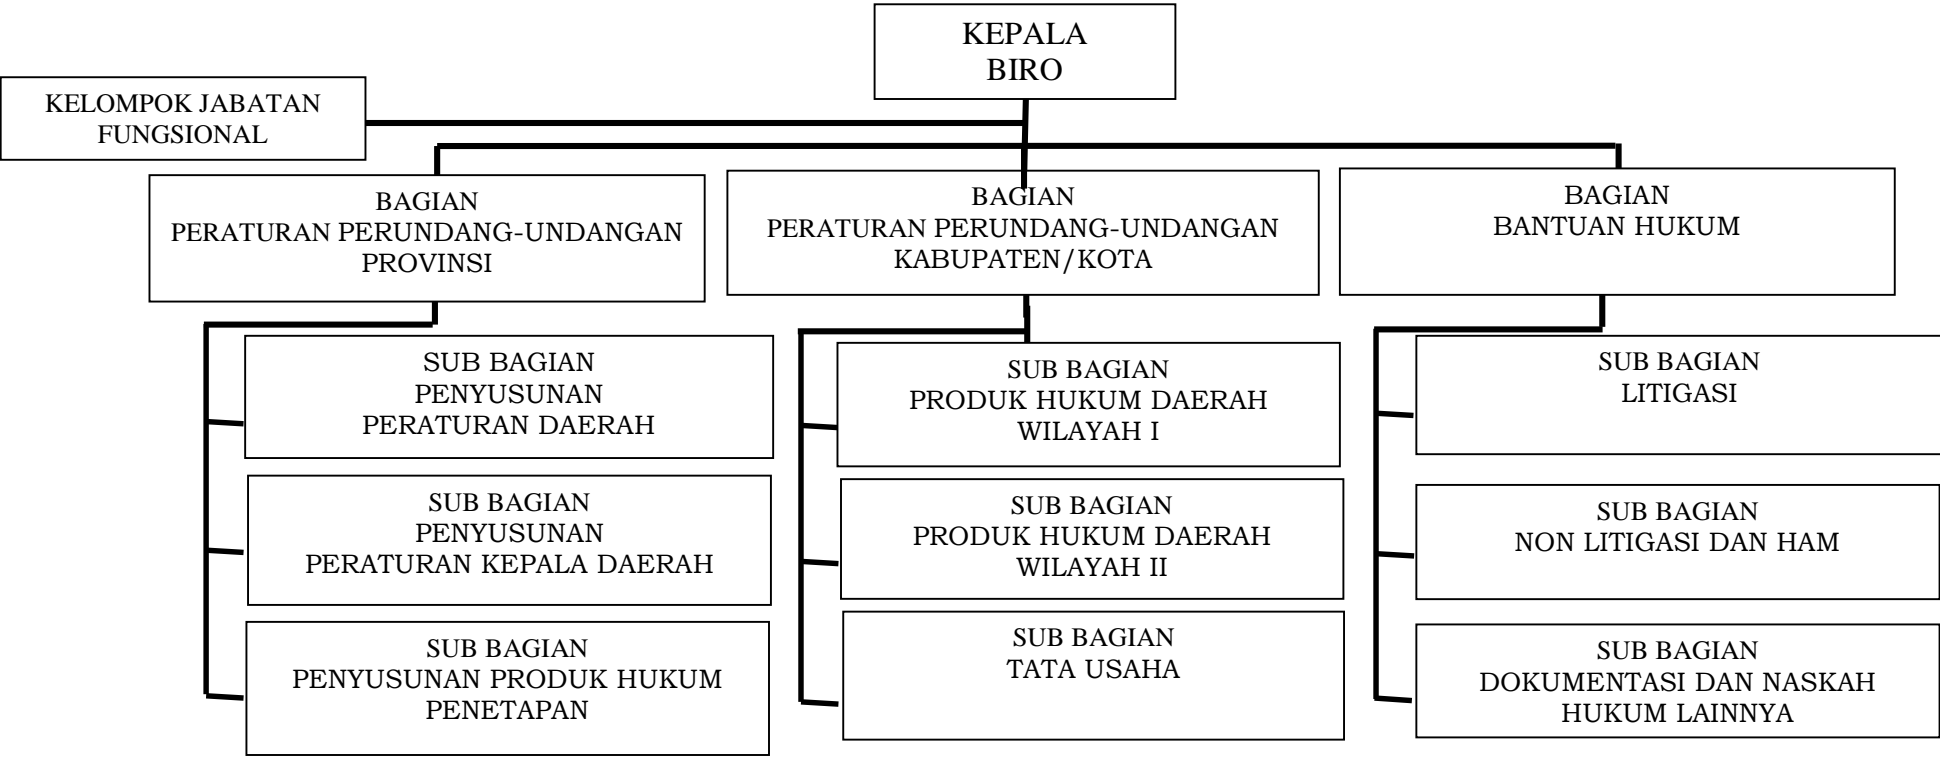 KEPALA
BIRO
KELOMPOK JABATAN
FUNGSIONAL
BAGIAN
PERATURAN PERUNDANG-UNDANGAN
PROVINSI
BAGIAN
PERATURAN PERUNDANG-UNDANGAN
KABUPATEN/KOTA
BAGIAN
BANTUAN HUKUM
SUB BAGIAN
PENYUSUNAN
PERATURAN DAERAH
SUB BAGIAN
PENYUSUNAN
PERATURAN KEPALA DAERAH
SUB BAGIAN
PENYUSUNAN PRODUK HUKUM
PENETAPAN
SUB BAGIAN
PRODUK HUKUM DAERAH
WILAYAH I
SUB BAGIAN
PRODUK HUKUM DAERAH
WILAYAH II
SUB BAGIAN
TATA USAHA
SUB BAGIAN
LITIGASI
SUB BAGIAN
NON LITIGASI DAN HAM
SUB BAGIAN
DOKUMENTASI DAN NASKAH
HUKUM LAINNYA